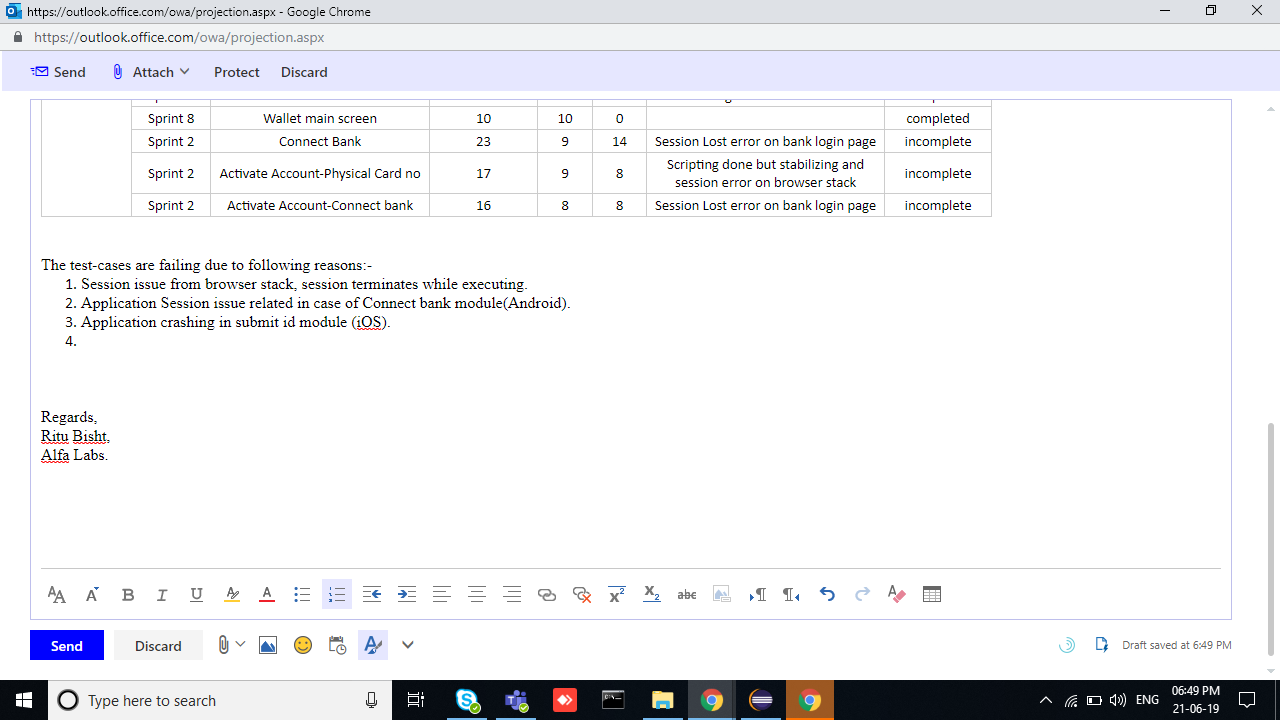 https://outlook.office.com/owa/projection.aspx - Google Chrome
https://outlook.office.com/owa/projection.aspx
Send Attach Protect Discard
Sprint 8 Wallet main screen 10 10 0 completed
Sprint 2 Connect Bank 23 9 14 Session Lost error on bank login page incomplete
Sprint 2 Activate Account-Physical Card no 17 9 8 Scripting done but stabilizing and session error on browser stack incomplete
Sprint 2 Activate Account-Connect bank 16 8 8 Session Lost error on bank login page incomplete
The test-cases are failing due to following reasons:-
1. Session issue from browser stack, session terminates while executing.
2. Application Session issue related in case of Connect bank module(Android).
3. Application crashing in submit id module (iOS).
4.
Regards,
Ritu Bisht,
Alfa Labs.
Send Discard Draft saved at 6:49 PM
Type here to search ENG 06:49 PM
21-06-19